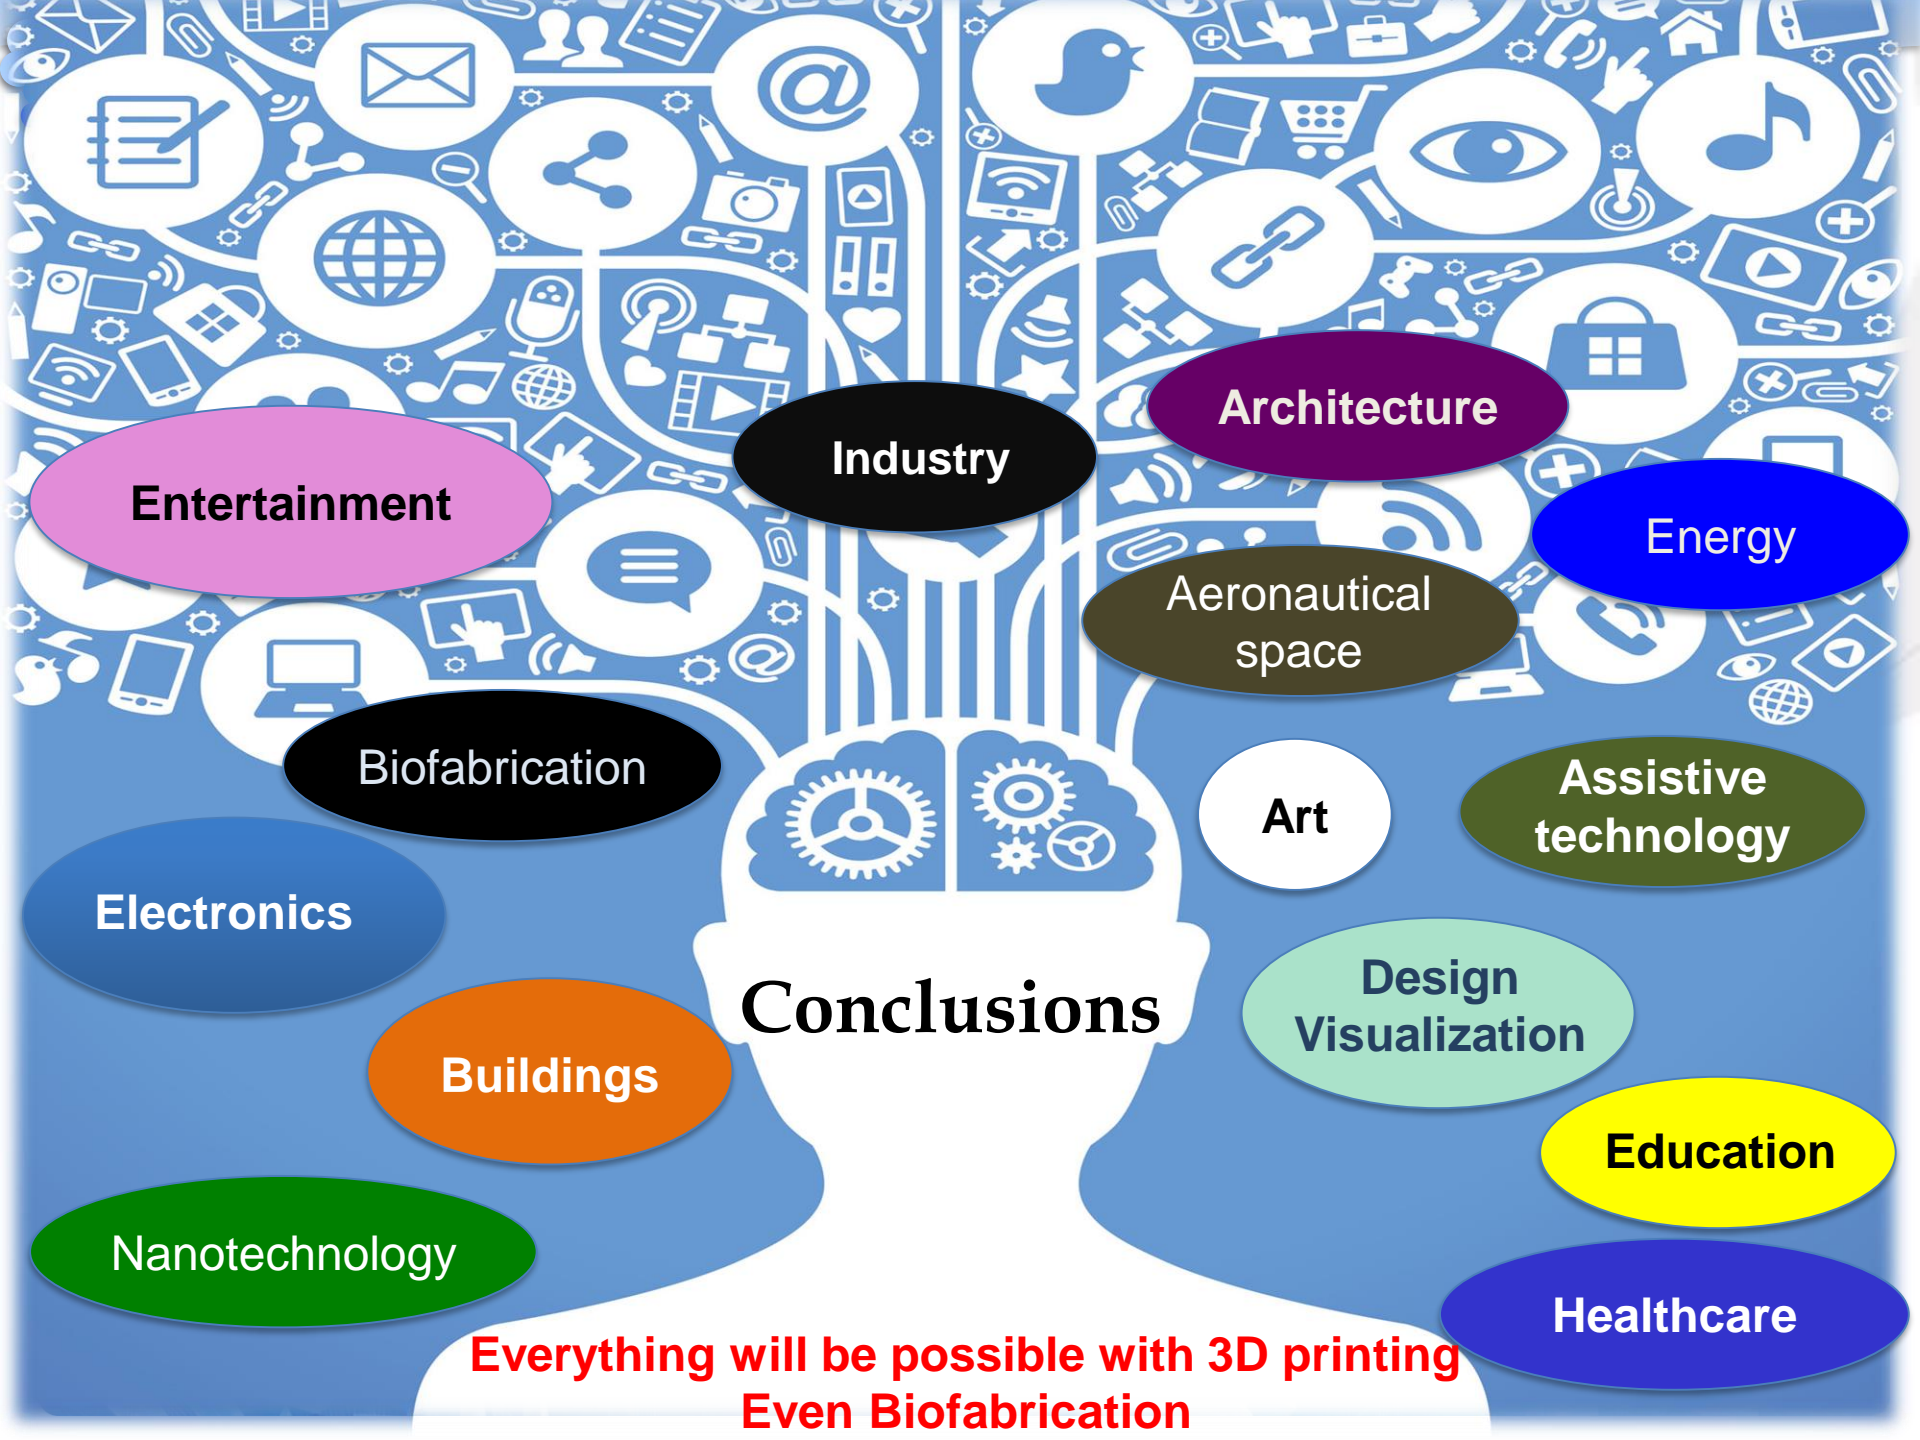 Architecture
Industry
Entertainment
Energy
Aeronautical
space
Biofabrication
Art
Assistive
technology
Electronics
Conclusions
Design
Visualization
Buildings
Education
Nanotechnology
Healthcare
Everything will be possible with 3D printing
Even Biofabrication